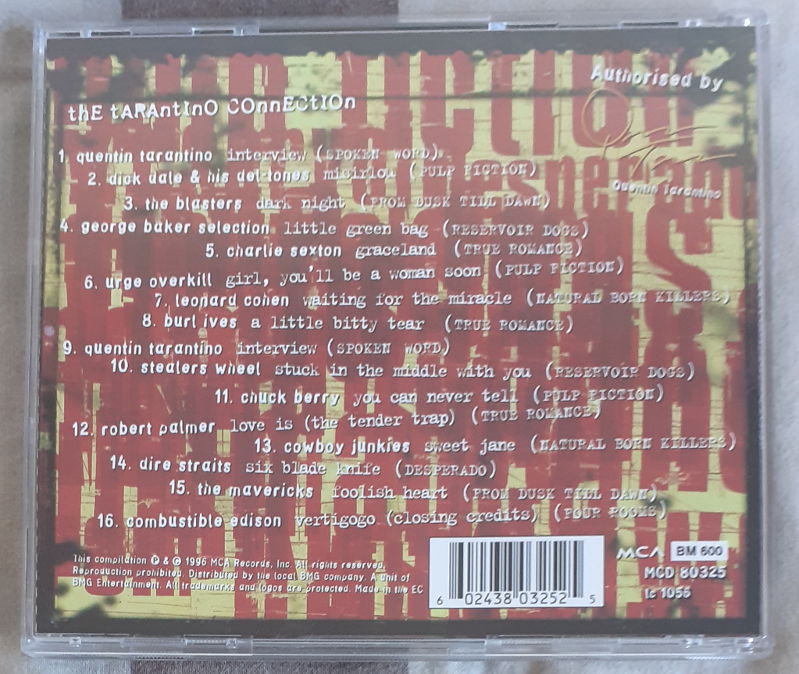 Authorised by
thE tARAntInO COnnECtIOn
Quentin Tarantino
1. quentin tarantino interview (SPOKEN WORD)
2. dick dale & his del-tones misirlou (PULP FICTION)
3. the blasters dark night (FROM DUSK TILL DAWN)
4. george baker selection little green bag (RESERVOIR DOGS)
5. charlie sexton graceland (TRUE ROMANCE)
6. urge overkill girl, you'll be a woman soon (PULP FICTION)
7. leonard cohen waiting for the miracle (NATURAL BORN KILLERS)
8. burl ives a little bitty tear (TRUE ROMANCE)
9. quentin tarantino interview (SPOKEN WORD)
10. stealers wheel stuck in the middle with you (RESERVOIR DOGS)
11. chuck berry you can never tell (PULP FICTION)
12. robert palmer love is (the tender trap) (TRUE ROMANCE)
13. cowboy junkies sweet jane (NATURAL BORN KILLERS)
14. dire straits six blade knife (DESPERADO)
15. the mavericks foolish heart (FROM DUSK TILL DAWN)
16. combustible edison vertigogo (closing credits) (FOUR ROOMS)
This compilation ℗ & © 1996 MCA Records, Inc. All rights reserved.
Reproduction prohibited. Distributed by the local BMG company. A unit of
BMG Entertainment. All trademarks and logos are protected. Made in the EC
MCA BM 600
MCD 80325
lc 1056
6 02438 03252 5